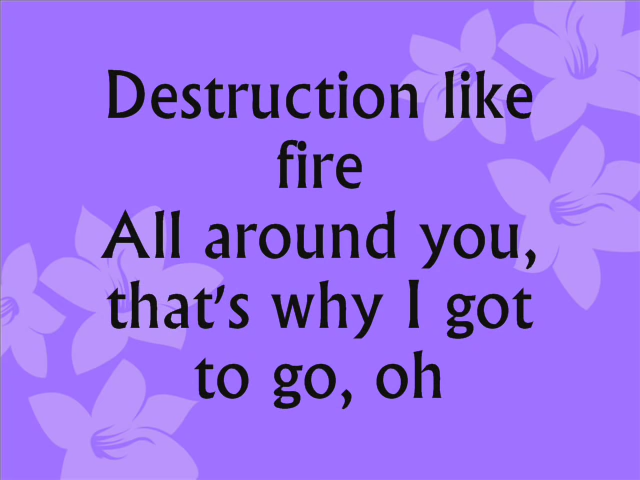 Destruction like
fire
All around you,
that's why I got
to go, oh